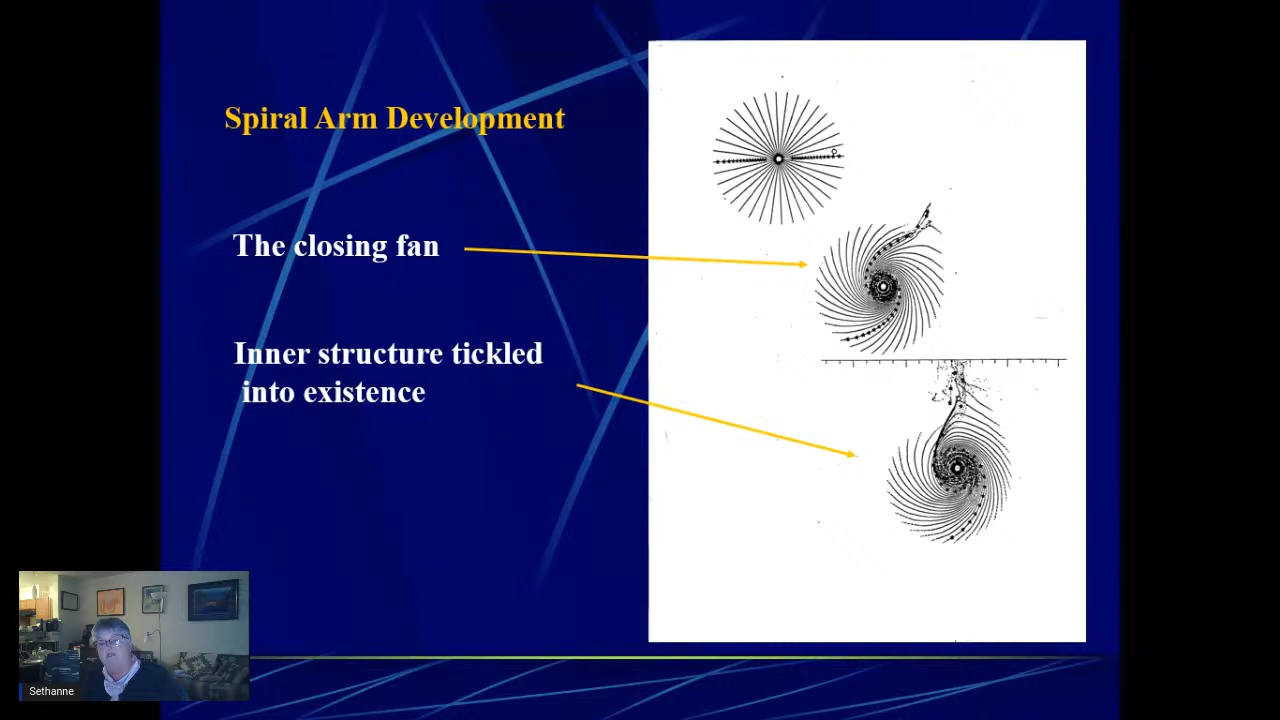 Spiral Arm Development
The closing fan
Inner structure tickled
into existence
Sethanne